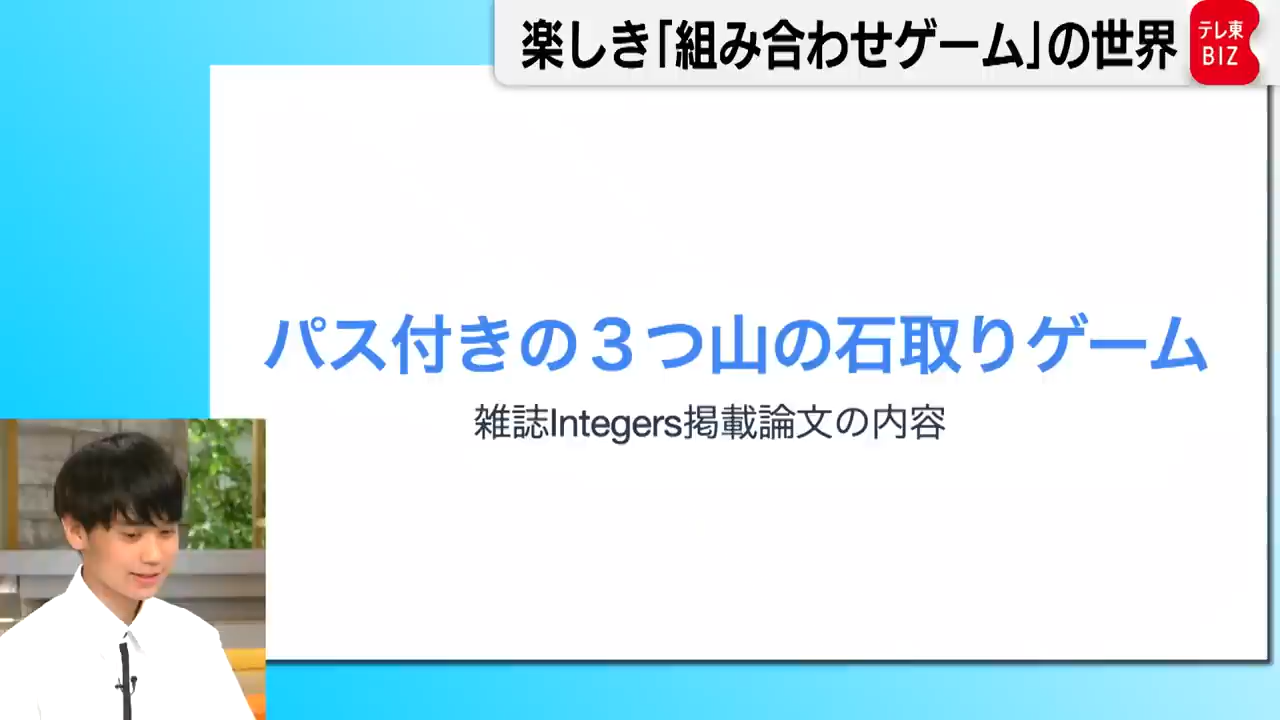 楽しき「組み合わせゲーム」の世界
テレ東
BIZ
パス付きの３つ山の石取りゲーム
雑誌Integers掲載論文の内容